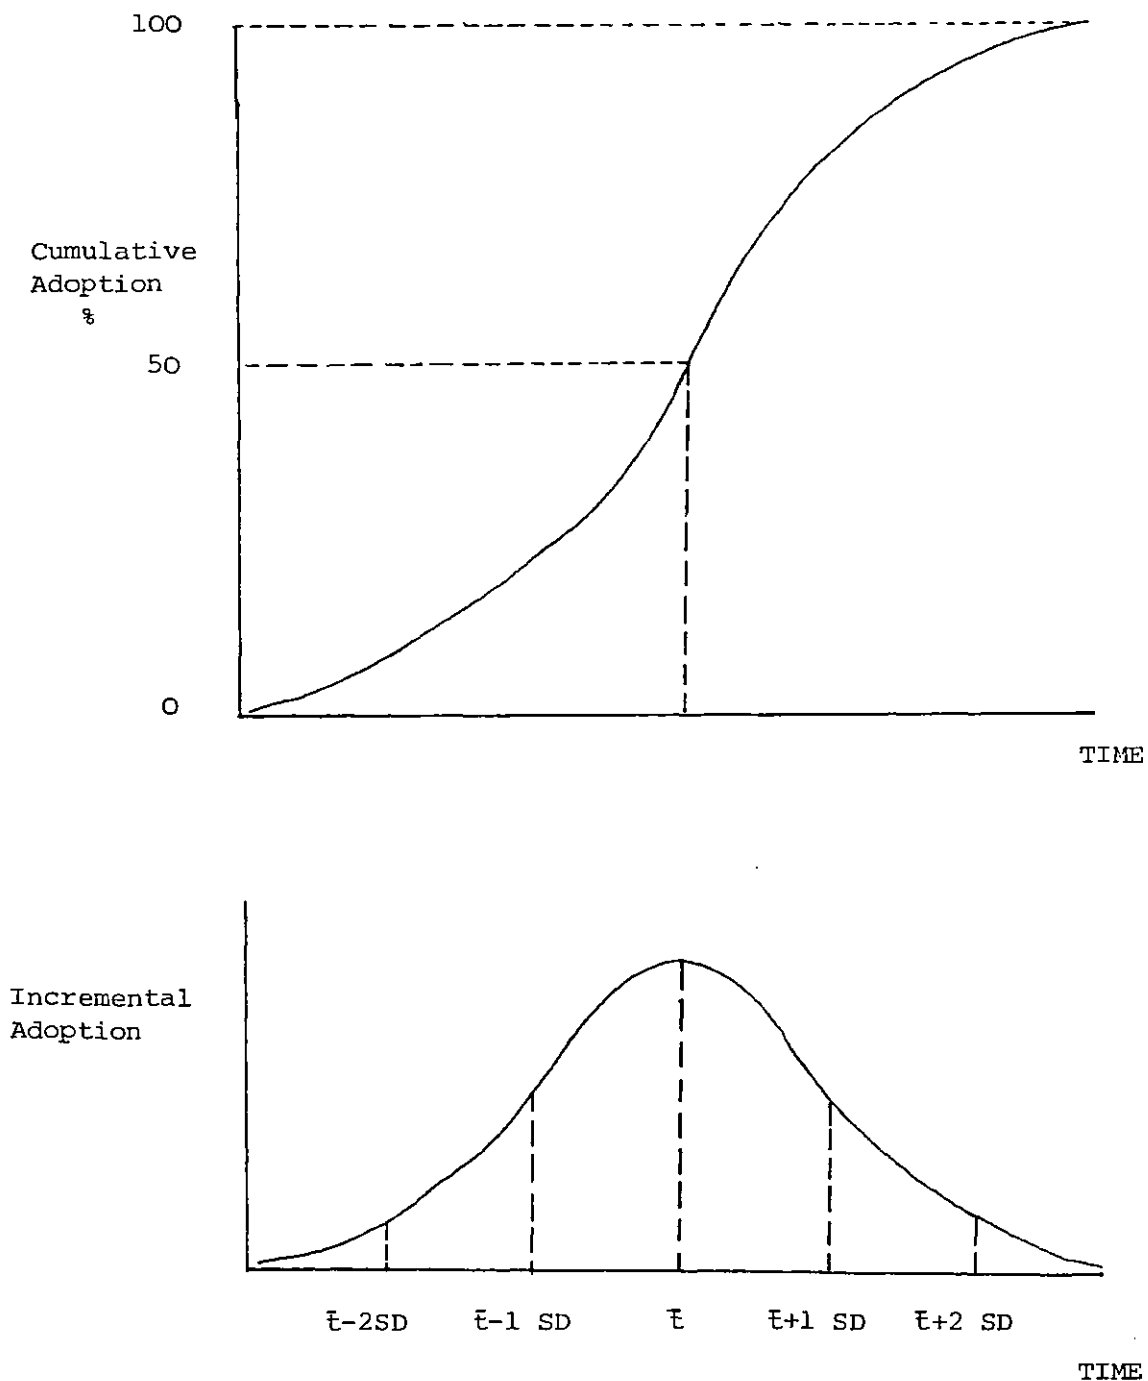 100
Cumulative
Adoption
%
50
0
TIME
Incremental
Adoption
t̄-2SD t̄-1 SD t̄ t̄+1 SD t̄+2 SD
TIME